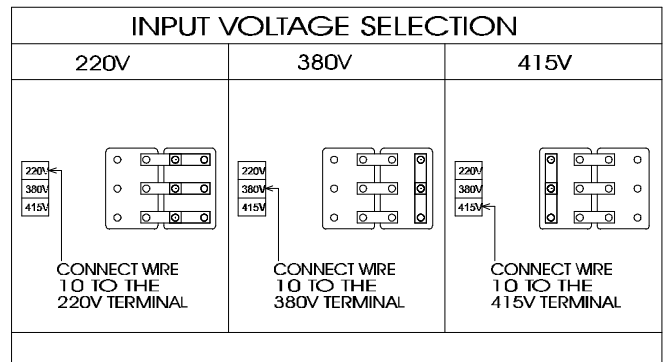 INPUT VOLTAGE SELECTION
220V 380V 415V
220V
380V
415V
CONNECT WIRE
10 TO THE
220V TERMINAL
220V
380V
415V
CONNECT WIRE
10 TO THE
380V TERMINAL
220V
380V
415V
CONNECT WIRE
10 TO THE
415V TERMINAL